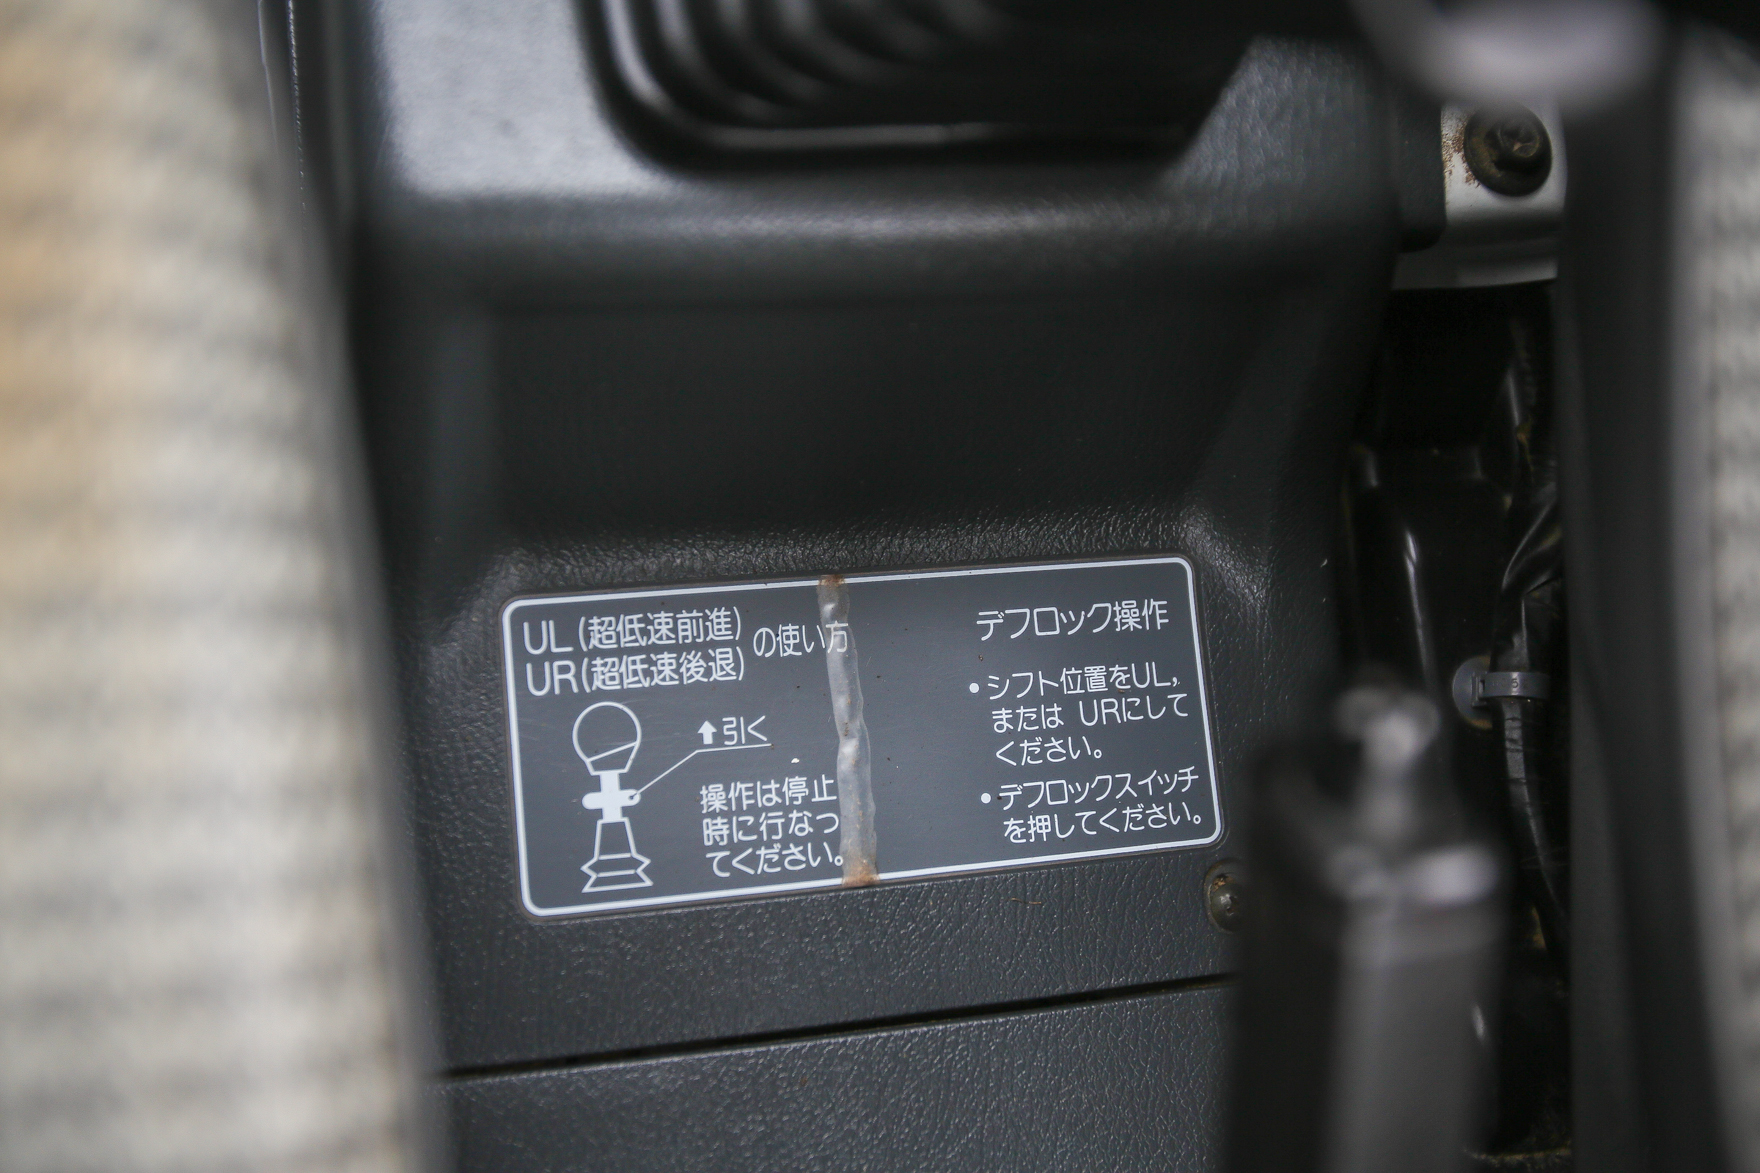 UL(超低速前進)
UR(超低速後退)
の使い方
⬆引く
操作は停止
時に行なっ
てください。
デフロック操作
•シフト位置をUL,
または URにして
ください。
•デフロックスイッチ
を押してください。